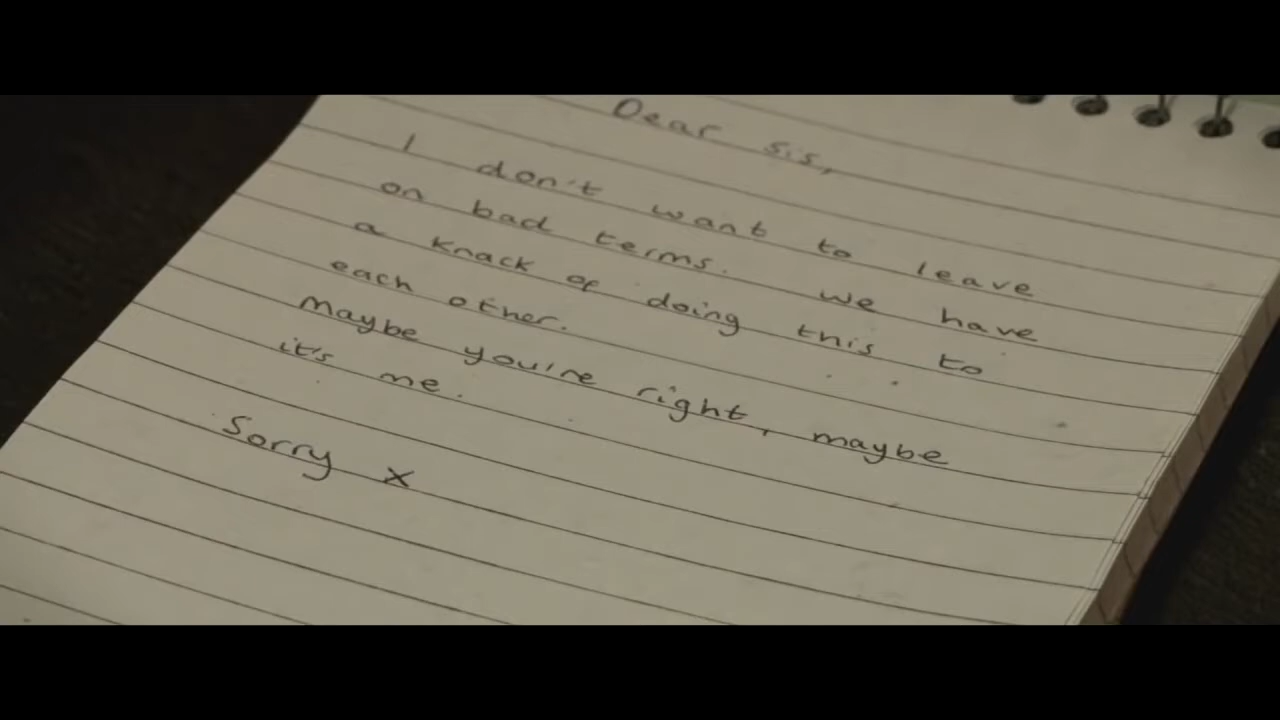 Dear sis,
I don't want to leave
on bad terms. We have
a knack of doing this to
each other.
Maybe you're right, maybe
it's me.
Sorry x